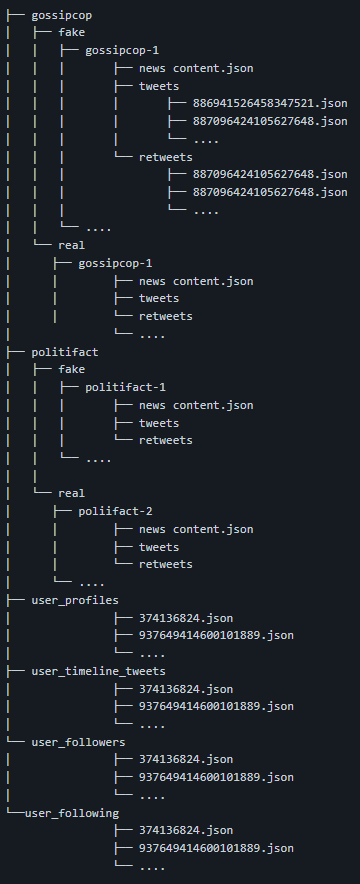 ├── gossipcop
│   ├── fake
│   │   ├── gossipcop-1
│   │   │       ├── news content.json
│   │   │       ├── tweets
│   │   │       │       ├── 886941526458347521.json
│   │   │       │       ├── 887096424105627648.json
│   │   │       │       └── ....
│   │   │       └── retweets
│   │   │               ├── 887096424105627648.json
│   │   │               ├── 887096424105627648.json
│   │   │               └── ....
│   │   └── ....
│   └── real
│      ├── gossipcop-1
│      │       ├── news content.json
│      │       ├── tweets
│      │       └── retweets
│               └── ....
├── politifact
│   ├── fake
│   │   ├── politifact-1
│   │   │       ├── news content.json
│   │   │       ├── tweets
│   │   │       └── retweets
│   │   └── ....
│   │
│   └── real
│      ├── poliifact-2
│      │       ├── news content.json
│      │       ├── tweets
│      │       └── retweets
│      └── ....
├── user_profiles
│               ├── 374136824.json
│               ├── 937649414600101889.json
│               └── ....
├── user_timeline_tweets
│               ├── 374136824.json
│               ├── 937649414600101889.json
│               └── ....
└── user_followers
│               ├── 374136824.json
│               ├── 937649414600101889.json
│               └── ....
└──user_following
                ├── 374136824.json
                ├── 937649414600101889.json
                └── ....